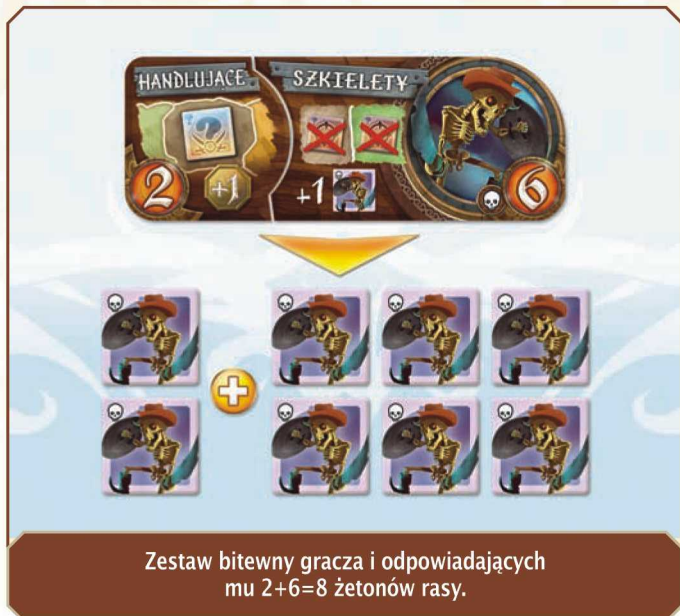 HANDLUJĄCE SZKIELETY
2 +1 +1 6
Zestaw bitewny gracza i odpowiadających
mu 2+6=8 żetonów rasy.